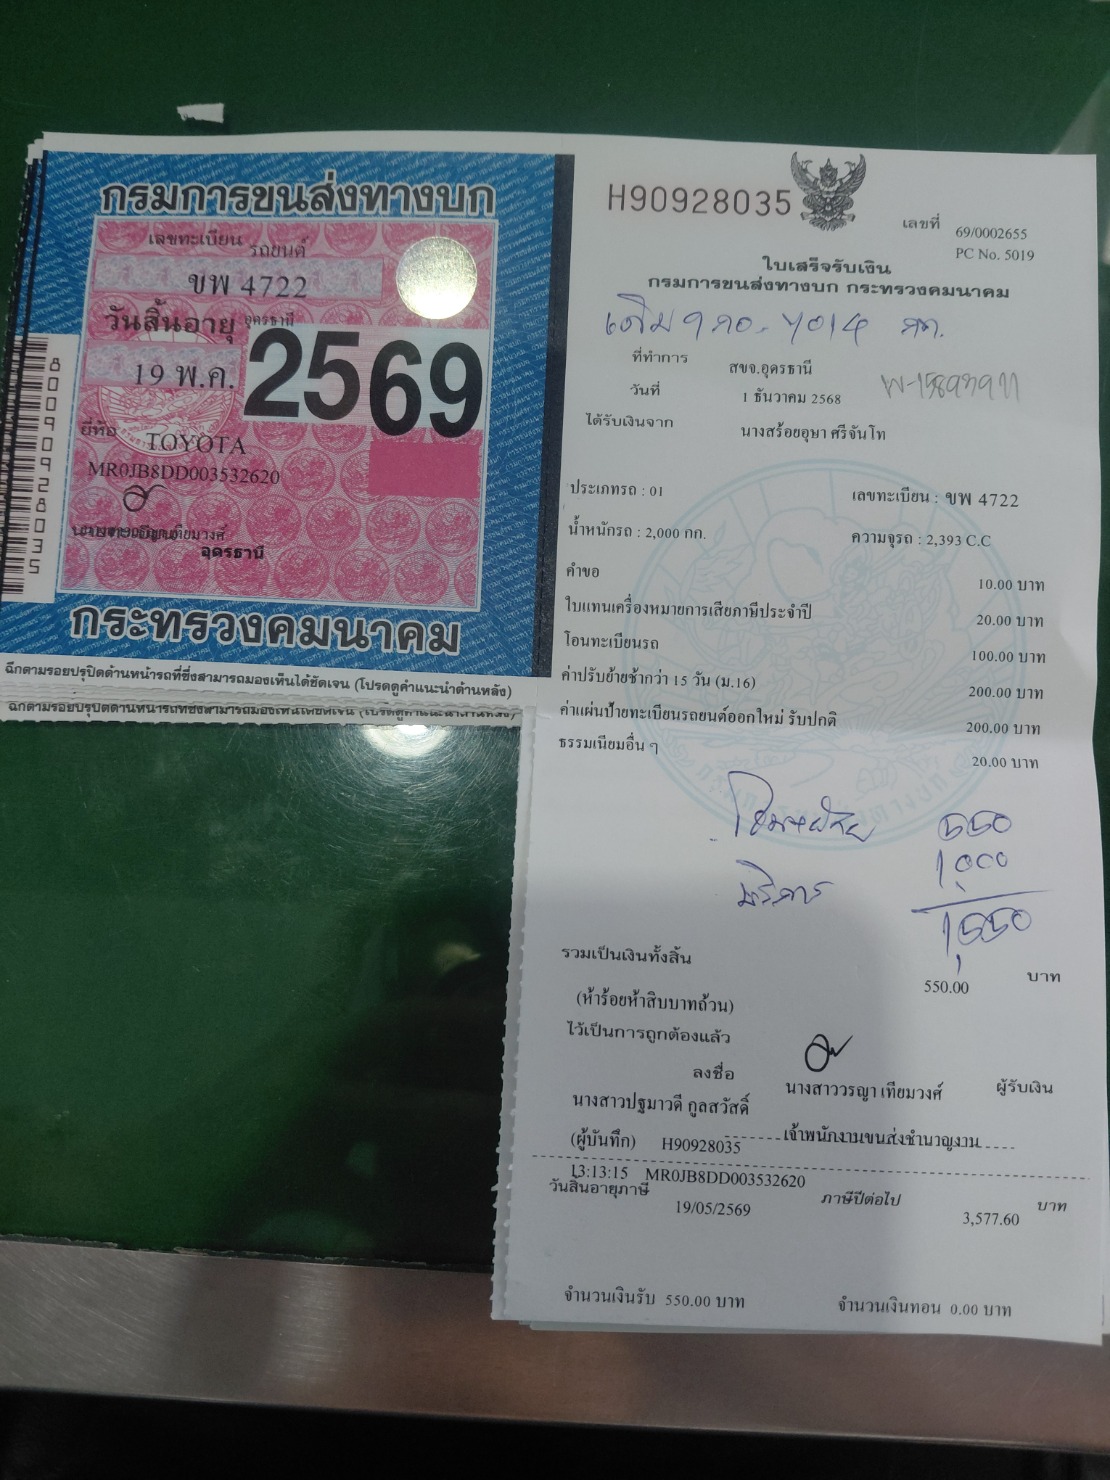 กรมการขนส่งทางบก
เลขทะเบียน รถยนต์
ขพ 4722
วันสิ้นอายุ อุดรธานี
19 พ.ค. 2569
ยี่ห้อ TOYOTA
MR0JB8DD003532620
เทียมวงศ์
อุดรธานี
กระทรวงคมนาคม
ฉีกตามรอยปรุปิดด้านหน้ารถที่ซึ่งสามารถมองเห็นได้ชัดเจน (โปรดดูคำแนะนำด้านหลัง)
80090928035
H90928035
เลขที่ 69/0002655
PC No. 5019
ใบเสร็จรับเงิน
กรมการขนส่งทางบก กระทรวงคมนาคม
เดิม
ที่ทำการ สขจ.อุดรธานี
วันที่ 1 ธันวาคม 2568
ได้รับเงินจาก นางสร้อยอุษา ศรีจันโท
ประเภทรถ : 01 เลขทะเบียน : ขพ 4722
น้ำหนักรถ : 2,000 กก. ความจุรถ : 2,393 C.C
คำขอ 10.00 บาท
ใบแทนเครื่องหมายการเสียภาษีประจำปี 20.00 บาท
โอนทะเบียนรถ 100.00 บาท
ค่าปรับย้ายช้ากว่า 15 วัน (ม.16) 200.00 บาท
ค่าแผ่นป้ายทะเบียนรถยนต์ออกใหม่ รับปกติ 200.00 บาท
ธรรมเนียมอื่น ๆ 20.00 บาท
550
บริการ 1,000
1,550
รวมเป็นเงินทั้งสิ้น 550.00 บาท
(ห้าร้อยห้าสิบบาทถ้วน)
ไว้เป็นการถูกต้องแล้ว
ลงชื่อ นางสาววรญา เทียมวงศ์ ผู้รับเงิน
นางสาวปฐมาวดี กูลสวัสดิ์
เจ้าพนักงานขนส่งชำนาญงาน
(ผู้บันทึก) H90928035
13:13:15 MR0JB8DD003532620
วันสิ้นอายุภาษี 19/05/2569 ภาษีปีต่อไป 3,577.60 บาท
จำนวนเงินรับ 550.00 บาท จำนวนเงินทอน 0.00 บาท